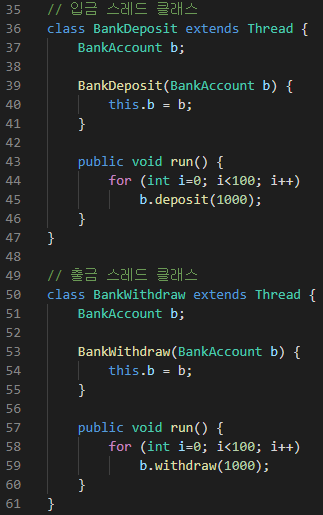 35 // 입금 스레드 클래스
36 class BankDeposit extends Thread {
37     BankAccount b;
38
39     BankDeposit(BankAccount b) {
40         this.b = b;
41     }
42
43     public void run() {
44         for (int i=0; i<100; i++)
45             b.deposit(1000);
46     }
47 }
48
49 // 출금 스레드 클래스
50 class BankWithdraw extends Thread {
51     BankAccount b;
52
53     BankWithdraw(BankAccount b) {
54         this.b = b;
55     }
56
57     public void run() {
58         for (int i=0; i<100; i++)
59             b.withdraw(1000);
60     }
61 }